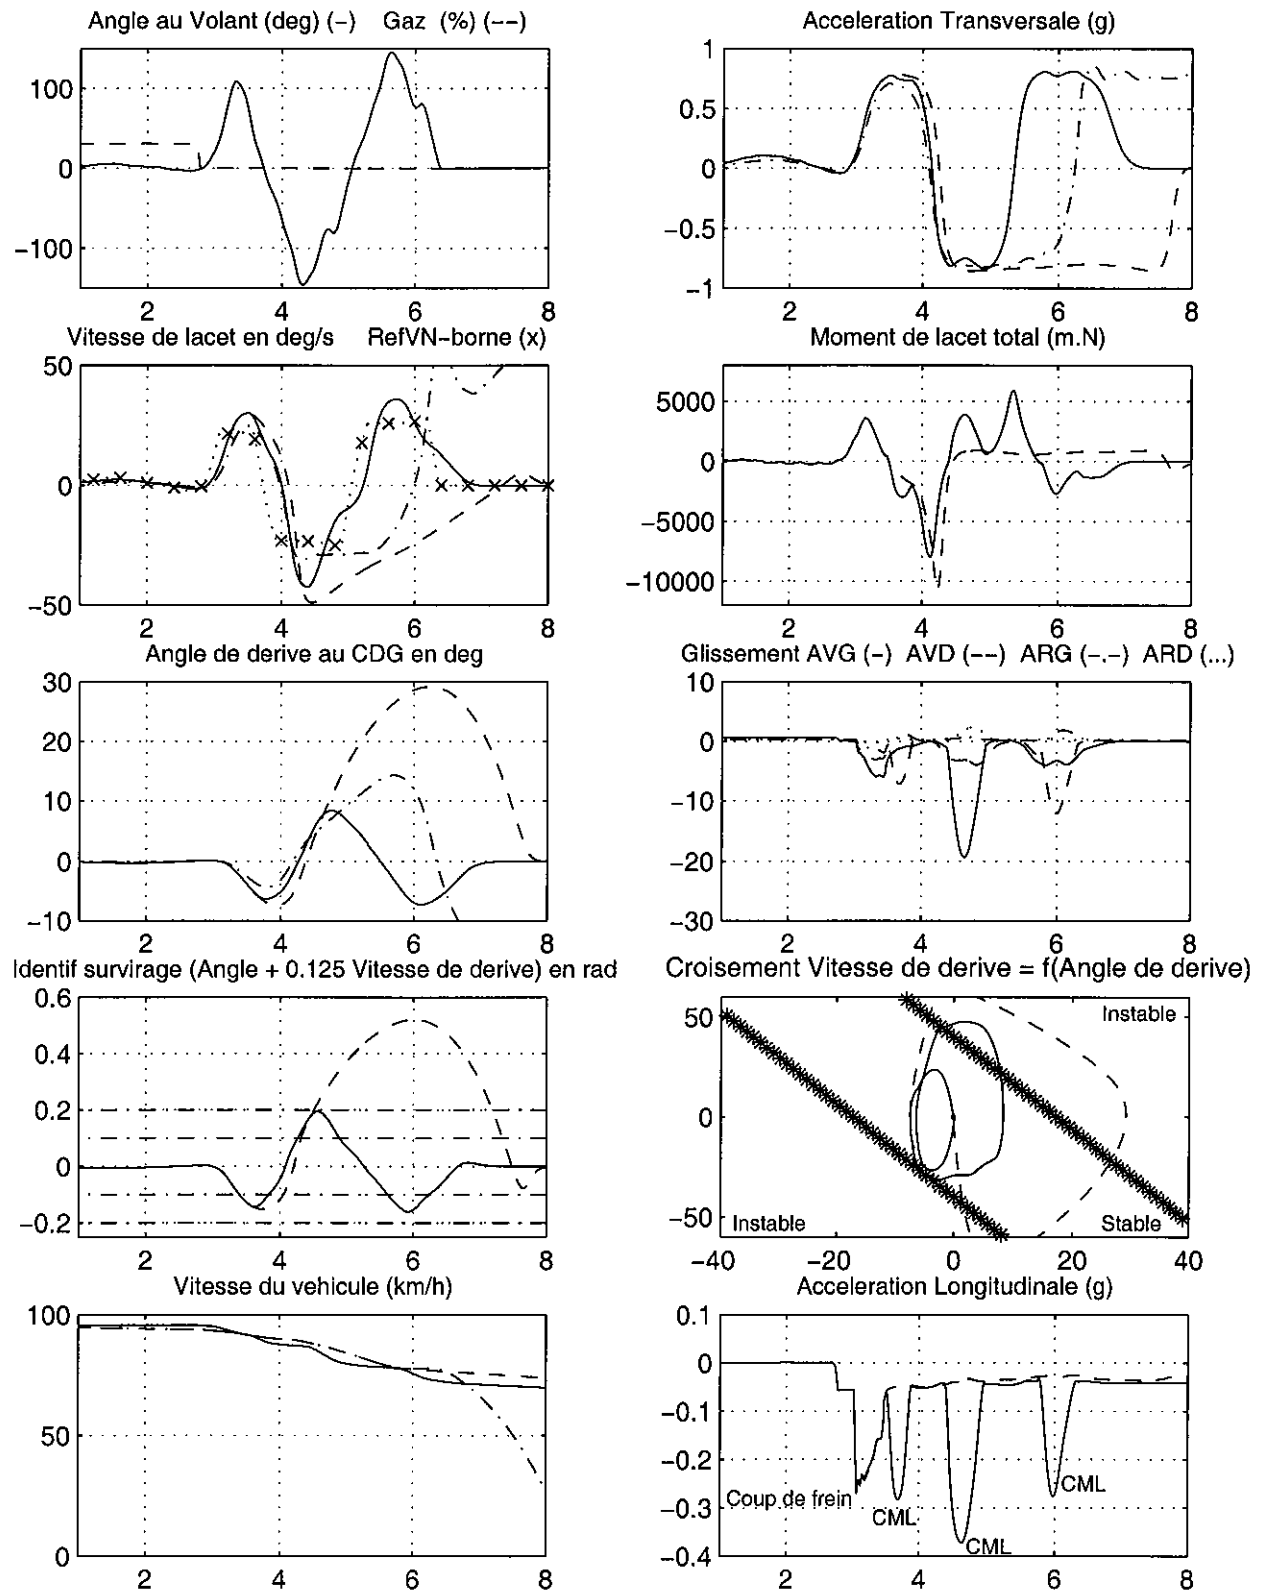 Angle au Volant (deg) (-) Gaz (%) (--)
100
0
-100
2 4 6 8
Acceleration Transversale (g)
1
0.5
0
-0.5
-1
2 4 6 8
Vitesse de lacet en deg/s RefVN-borne (x)
50
0
-50
2 4 6 8
Moment de lacet total (m.N)
5000
0
-5000
-10000
2 4 6 8
Angle de derive au CDG en deg
30
20
10
0
-10
2 4 6 8
Glissement AVG (-) AVD (--) ARG (-.-) ARD (...)
10
0
-10
-20
-30
2 4 6 8
Identif survirage (Angle + 0.125 Vitesse de derive) en rad
0.6
0.4
0.2
0
-0.2
2 4 6 8
Croisement Vitesse de derive = f(Angle de derive)
50
0
-50
Instable
Instable
Stable
-40 -20 0 20 40
Vitesse du vehicule (km/h)
100
50
0
2 4 6 8
Acceleration Longitudinale (g)
0.1
0
-0.1
-0.2
-0.3
-0.4
Coup de frein
CML
CML
CML
2 4 6 8